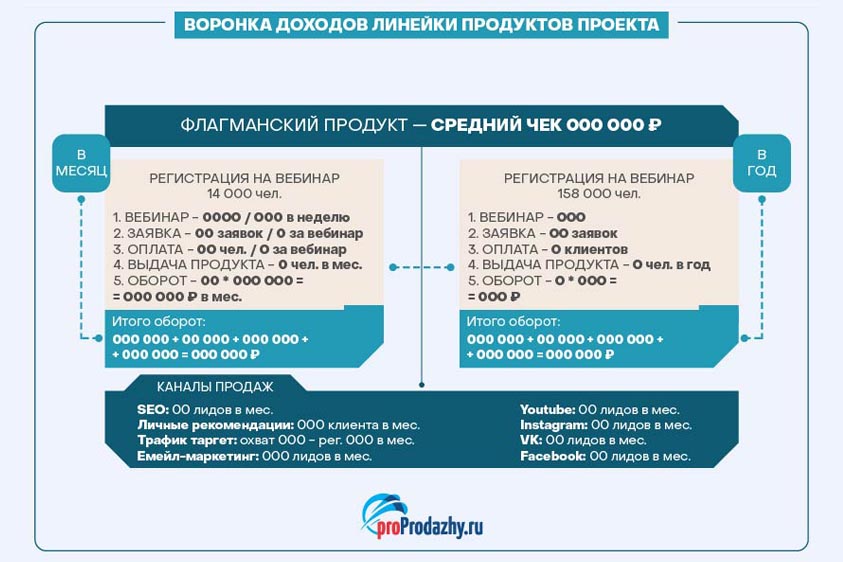 ВОРОНКА ДОХОДОВ ЛИНЕЙКИ ПРОДУКТОВ ПРОЕКТА
ФЛАГМАНСКИЙ ПРОДУКТ — СРЕДНИЙ ЧЕК 000 000 ₽
В
МЕСЯЦ
РЕГИСТРАЦИЯ НА ВЕБИНАР
14 000 чел.
1. ВЕБИНАР – 0000 / 000 в неделю
2. ЗАЯВКА – 00 заявок / 0 за вебинар
3. ОПЛАТА – 00 чел. / 0 за вебинар
4. ВЫДАЧА ПРОДУКТА – 0 чел. в мес.
5. ОБОРОТ – 00 * 000 000 =
= 000 000 ₽ в мес.
Итого оборот:
000 000 + 00 000 + 000 000 +
+ 000 000 = 000 000 ₽
В
ГОД
РЕГИСТРАЦИЯ НА ВЕБИНАР
158 000 чел.
1. ВЕБИНАР – 000
2. ЗАЯВКА – 00 заявок
3. ОПЛАТА – 0 клиентов
4. ВЫДАЧА ПРОДУКТА – 0 чел. в год
5. ОБОРОТ – 0 * 000 =
= 000 ₽
Итого оборот:
000 000 + 00 000 + 000 000 +
+ 000 000 = 000 000 ₽
КАНАЛЫ ПРОДАЖ
SEO: 00 лидов в мес.
Личные рекомендации: 000 клиента в мес.
Трафик таргет: охват 000 – рег. 000 в мес.
Емейл-маркетинг: 000 лидов в мес.
Youtube: 00 лидов в мес.
Instagram: 00 лидов в мес.
VK: 00 лидов в мес.
Facebook: 00 лидов в мес.
proProdazhy.ru